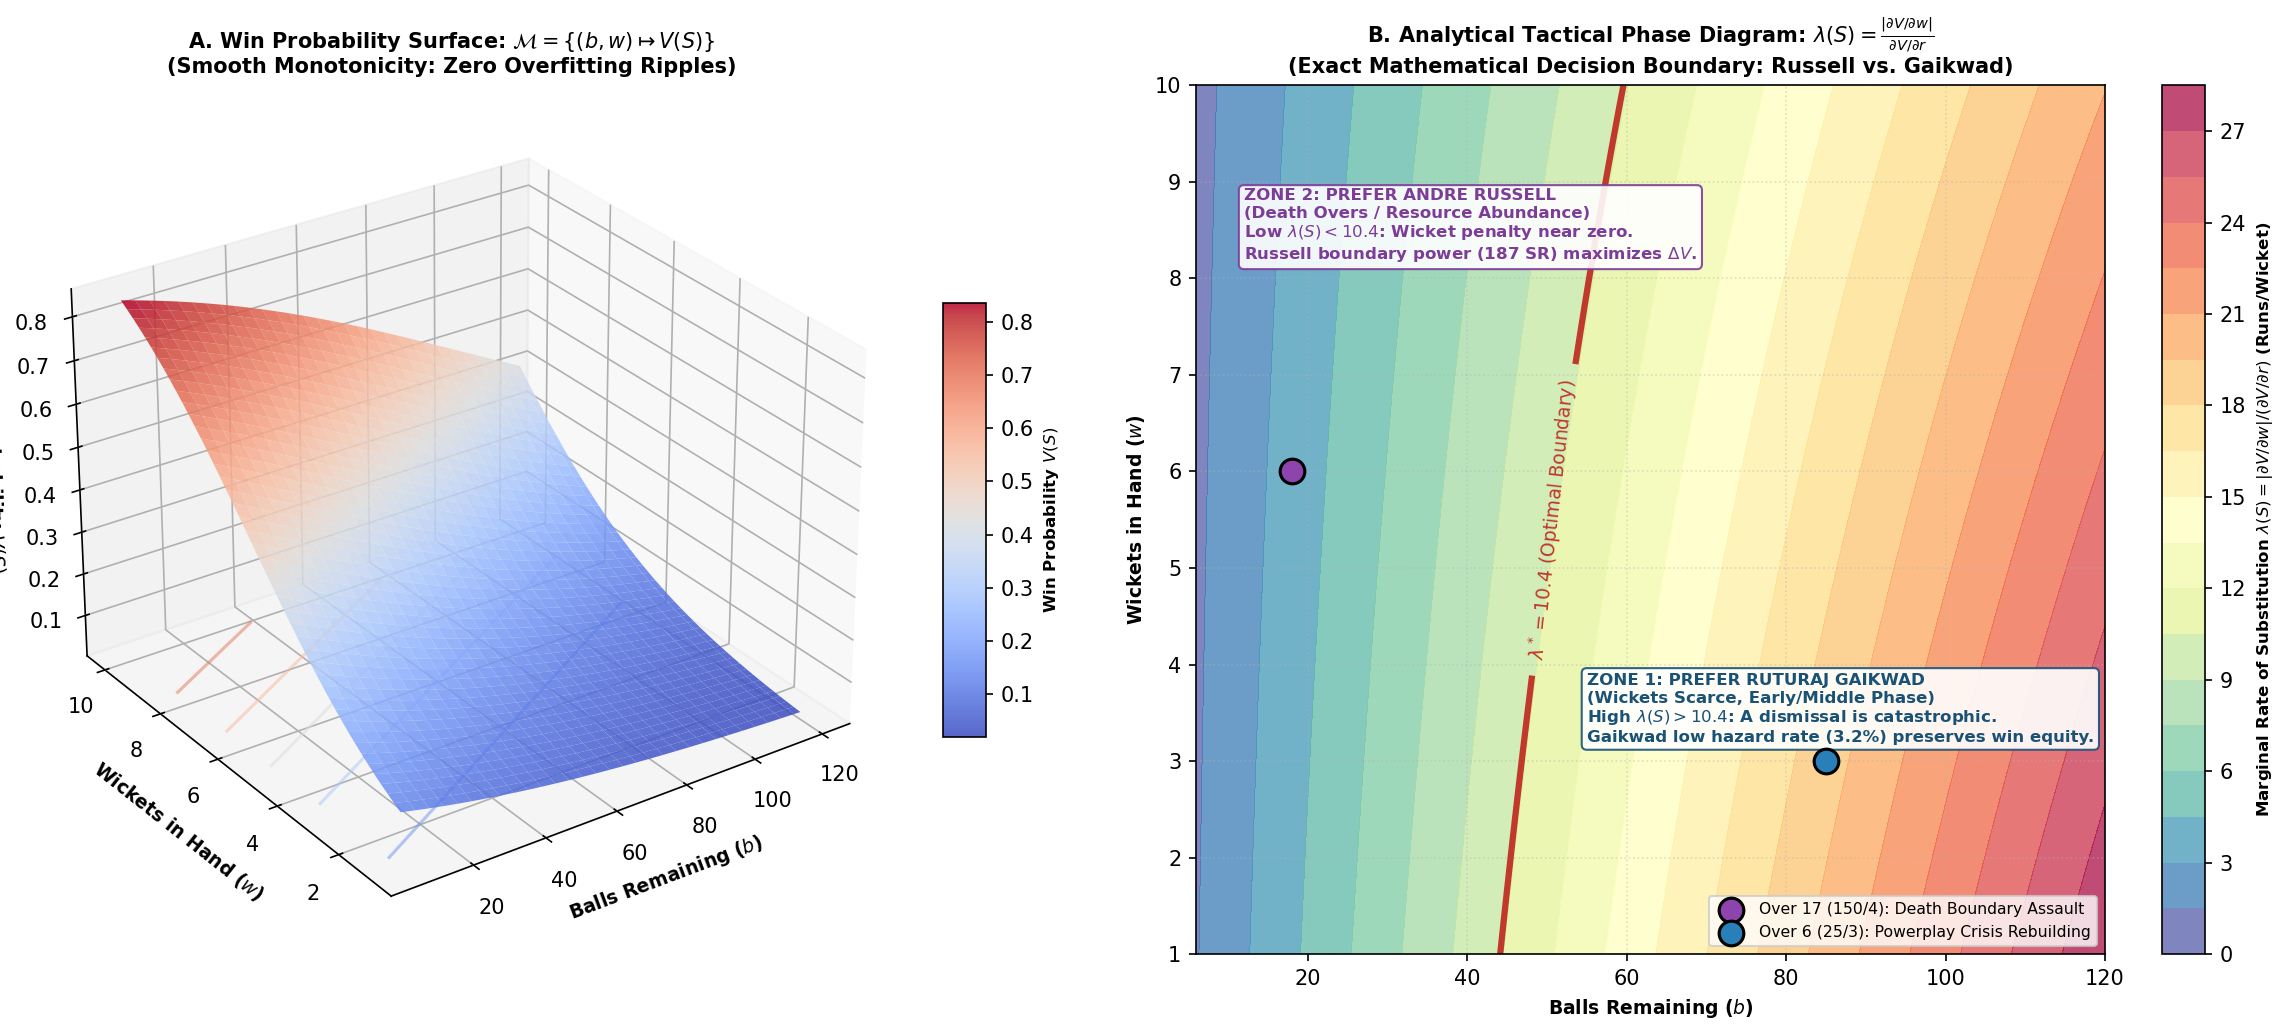 A. Win Probability Surface: ℳ = {(b, w) ↦ V(S)}
(Smooth Monotonicity: Zero Overfitting Ripples)
0.8
0.7
0.6
0.5
0.4
0.3
0.2
0.1
10
8
6
4
2
Wickets in Hand (w)
20
40
60
80
100
120
Balls Remaining (b)
0.8
0.7
0.6
0.5
0.4
0.3
0.2
0.1
Win Probability V(S)
B. Analytical Tactical Phase Diagram: λ(S) = |∂V/∂w| / ∂V/∂r
(Exact Mathematical Decision Boundary: Russell vs. Gaikwad)
10
9
8
7
6
5
4
3
2
1
Wickets in Hand (w)
ZONE 2: PREFER ANDRE RUSSELL
(Death Overs / Resource Abundance)
Low λ(S) < 10.4: Wicket penalty near zero.
Russell boundary power (187 SR) maximizes ΔV.
λ* = 10.4 (Optimal Boundary)
ZONE 1: PREFER RUTURAJ GAIKWAD
(Wickets Scarce, Early/Middle Phase)
High λ(S) > 10.4: A dismissal is catastrophic.
Gaikwad low hazard rate (3.2%) preserves win equity.
Over 17 (150/4): Death Boundary Assault
Over 6 (25/3): Powerplay Crisis Rebuilding
20
40
60
80
100
120
Balls Remaining (b)
27
24
21
18
15
12
9
6
3
0
Marginal Rate of Substitution λ(S) = |∂V/∂w|/(∂V/∂r) (Runs/Wicket)